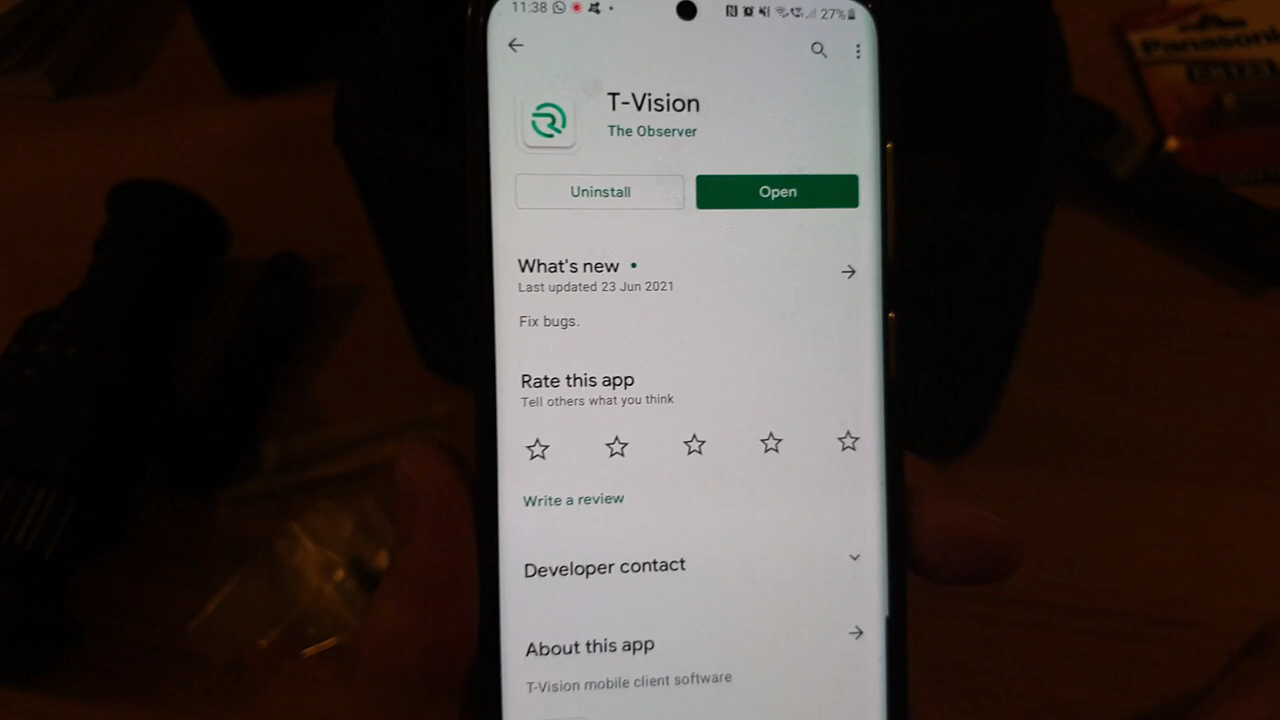 11:38
27%
T-Vision
The Observer
Uninstall
Open
What's new •
Last updated 23 Jun 2021
Fix bugs.
Rate this app
Tell others what you think
Write a review
Developer contact
About this app
T-Vision mobile client software
Panasonic